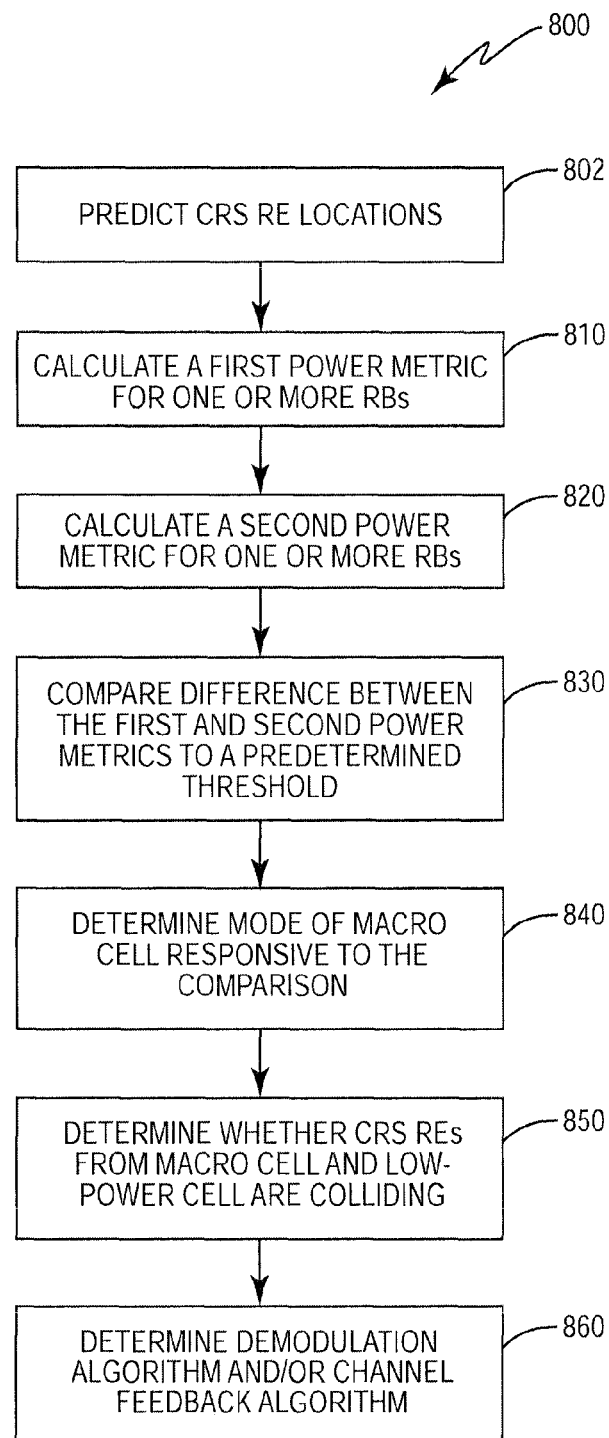 800
802
PREDICT CRS RE LOCATIONS
810
CALCULATE A FIRST POWER METRIC
FOR ONE OR MORE RBs
820
CALCULATE A SECOND POWER
METRIC FOR ONE OR MORE RBs
830
COMPARE DIFFERENCE BETWEEN
THE FIRST AND SECOND POWER
METRICS TO A PREDETERMINED
THRESHOLD
840
DETERMINE MODE OF MACRO
CELL RESPONSIVE TO THE
COMPARISON
850
DETERMINE WHETHER CRS REs
FROM MACRO CELL AND LOW-
POWER CELL ARE COLLIDING
860
DETERMINE DEMODULATION
ALGORITHM AND/OR CHANNEL
FEEDBACK ALGORITHM